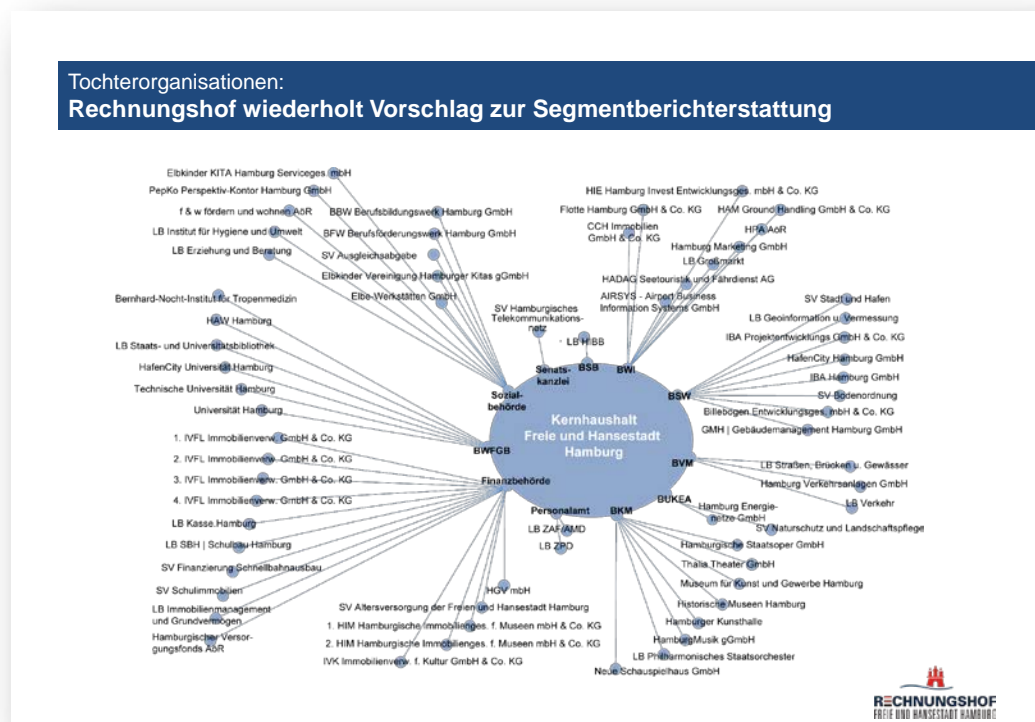 Tochterorganisationen:
Rechnungshof wiederholt Vorschlag zur Segmentberichterstattung
Elbkinder KITA Hamburg Serviceges. mbH
PepKo Perspektiv-Kontor Hamburg GmbH
f & w fördern und wohnen AöR
LB Institut für Hygiene und Umwelt
LB Erziehung und Beratung
BBW Berufsbildungswerk Hamburg GmbH
BFW Berufsförderungswerk Hamburg GmbH
SV Ausgleichsabgabe
Elbkinder Vereinigung Hamburger Kitas gGmbH
Elbe-Werkstätten GmbH
SV Hamburgisches
Telekommunikations-
netz
LB HIBB
HIE Hamburg Invest Entwicklungsges. mbH & Co. KG
Flotte Hamburg GmbH & Co. KG
HAM Ground Handling GmbH & Co. KG
CCH Immobilien
GmbH & Co. KG
HPA AöR
Hamburg Marketing GmbH
LB Großmarkt
HADAG Seetouristik und Fährdienst AG
AIRSYS - Airport Business
Information Systems GmbH
SV Stadt und Hafen
LB Geoinformation u. Vermessung
IBA Projektentwicklungs GmbH & Co. KG
HafenCity Hamburg GmbH
IBA Hamburg GmbH
SV Bodenordnung
Billebogen Entwicklungsges. mbH & Co. KG
GMH | Gebäudemanagement Hamburg GmbH
Bernhard-Nocht-Institut für Tropenmedizin
HAW Hamburg
LB Staats- und Universitätsbibliothek
HafenCity Universität Hamburg
Technische Universität Hamburg
Universität Hamburg
Senats-
kanzlei
BSB
BWI
BSW
Sozial-
behörde
BWFGB
Finanzbehörde
Personalamt
BKM
BUKEA
BVM
Kernhaushalt
Freie und Hansestadt
Hamburg
1. IVFL Immobilienverw. GmbH & Co. KG
2. IVFL Immobilienverw. GmbH & Co. KG
3. IVFL Immobilienverw. GmbH & Co. KG
4. IVFL Immobilienverw. GmbH & Co. KG
LB Kasse.Hamburg
LB SBH | Schulbau Hamburg
SV Finanzierung Schnellbahnausbau
SV Schulimmobilien
LB Immobilienmanagement
und Grundvermögen
Hamburgischer Versor-
gungsfonds AöR
LB ZAF/AMD
LB ZPD
HGV mbH
SV Altersversorgung der Freien und Hansestadt Hamburg
1. HIM Hamburgische Immobilienges. f. Museen mbH & Co. KG
2. HIM Hamburgische Immobilienges. f. Museen mbH & Co. KG
IVK Immobilienverw. f. Kultur GmbH & Co. KG
LB Straßen, Brücken u. Gewässer
Hamburg Verkehrsanlagen GmbH
LB Verkehr
Hamburg Energie-
netze GmbH
SV Naturschutz und Landschaftspflege
Hamburgische Staatsoper GmbH
Thalia Theater GmbH
Museum für Kunst und Gewerbe Hamburg
Historische Museen Hamburg
Hamburger Kunsthalle
HamburgMusik gGmbH
LB Philharmonisches Staatsorchester
Neue Schauspielhaus GmbH
RECHNUNGSHOF
FREIE UND HANSESTADT HAMBURG